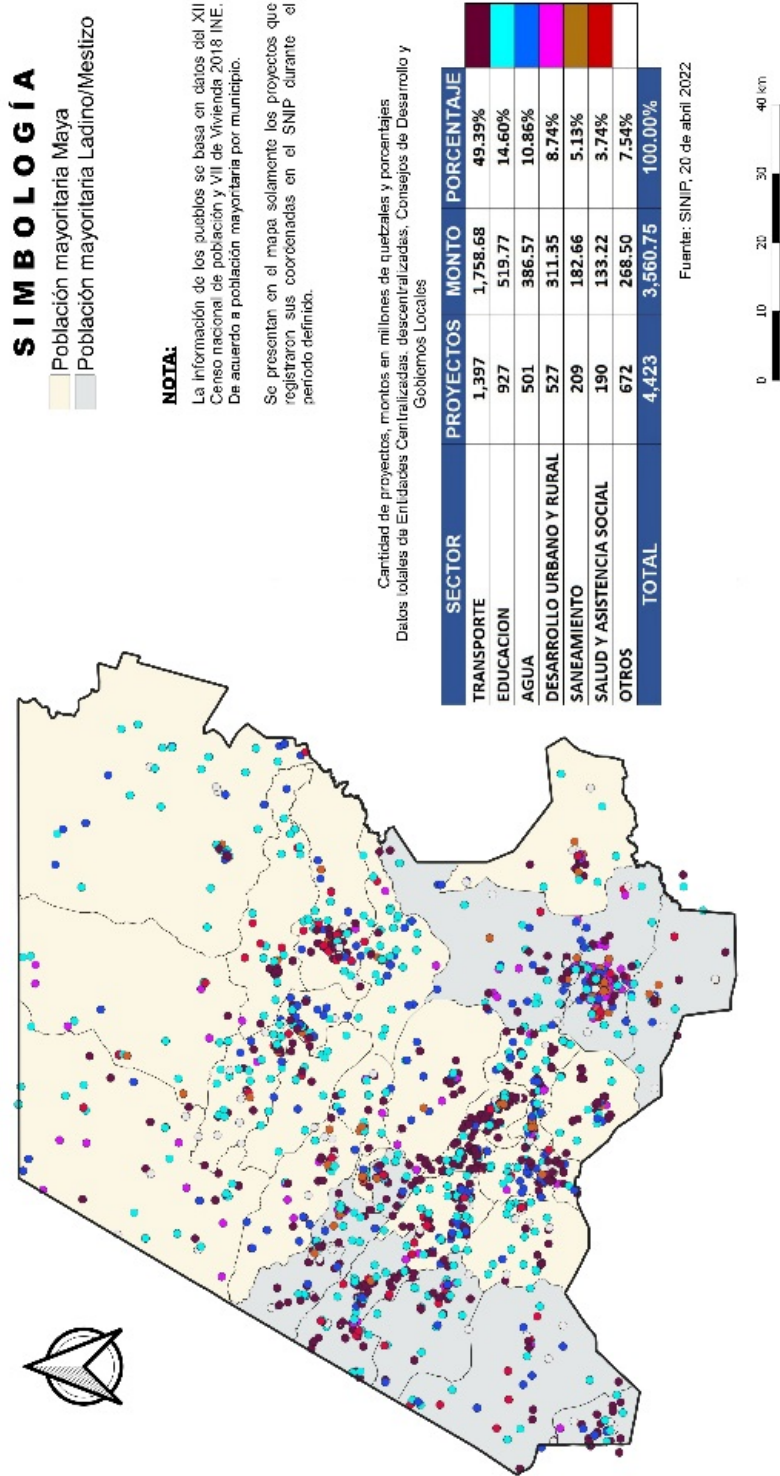 SIMBOLOGÍA
Población mayoritaria Maya
Población mayoritaria Ladino/Mestizo
NOTA:
La información de los pueblos se basa en datos del XII
Censo nacional de población y VII de Vivienda 2018 INE.
De acuerdo a población mayoritaria por municipio.
Se presentan en el mapa solamente los proyectos que
registraron sus coordenadas en el SNIP durante el
período definido.
Cantidad de proyectos, montos en millones de quetzales y porcentajes
Datos totales de Entidades Centralizadas, descentralizadas, Consejos de Desarrollo y
Gobiernos Locales
SECTOR PROYECTOS MONTO PORCENTAJE
TRANSPORTE 1,397 1,758.68 49.39%
EDUCACION 927 519.77 14.60%
AGUA 501 386.57 10.86%
DESARROLLO URBANO Y RURAL 527 311.35 8.74%
SANEAMIENTO 209 182.66 5.13%
SALUD Y ASISTENCIA SOCIAL 190 133.22 3.74%
OTROS 672 268.50 7.54%
TOTAL 4,423 3,560.75 100.00%
Fuente: SINIP, 20 de abril 2022
0 10 20 30 40 km